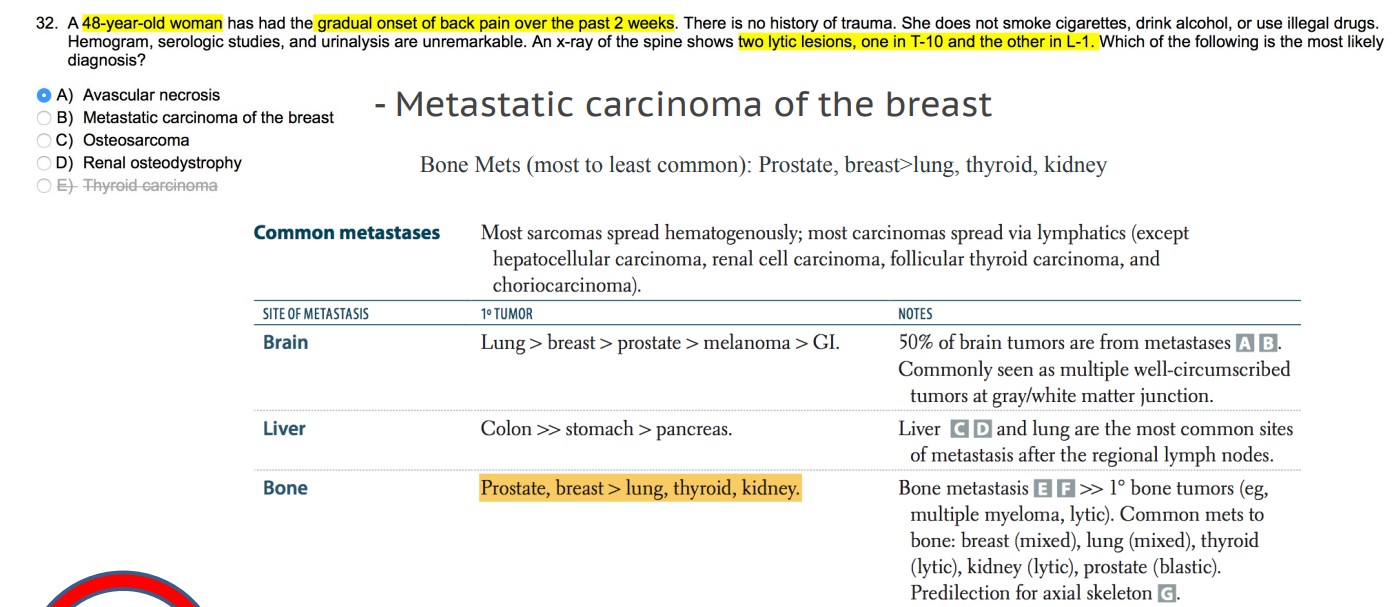 32. A 48-year-old woman has had the gradual onset of back pain over the past 2 weeks. There is no history of trauma. She does not smoke cigarettes, drink alcohol, or use illegal drugs.
Hemogram, serologic studies, and urinalysis are unremarkable. An x-ray of the spine shows two lytic lesions, one in T-10 and the other in L-1. Which of the following is the most likely
diagnosis?
A) Avascular necrosis
B) Metastatic carcinoma of the breast
C) Osteosarcoma
D) Renal osteodystrophy
E) Thyroid carcinoma
- Metastatic carcinoma of the breast
Bone Mets (most to least common): Prostate, breast>lung, thyroid, kidney
Common metastases
Most sarcomas spread hematogenously; most carcinomas spread via lymphatics (except
hepatocellular carcinoma, renal cell carcinoma, follicular thyroid carcinoma, and
choriocarcinoma).
SITE OF METASTASIS 1º TUMOR NOTES
Brain
Lung > breast > prostate > melanoma > GI.
50% of brain tumors are from metastases A B.
Commonly seen as multiple well-circumscribed
tumors at gray/white matter junction.
Liver
Colon >> stomach > pancreas.
Liver C D and lung are the most common sites
of metastasis after the regional lymph nodes.
Bone
Prostate, breast > lung, thyroid, kidney.
Bone metastasis E F >> 1° bone tumors (eg,
multiple myeloma, lytic). Common mets to
bone: breast (mixed), lung (mixed), thyroid
(lytic), kidney (lytic), prostate (blastic).
Predilection for axial skeleton G.